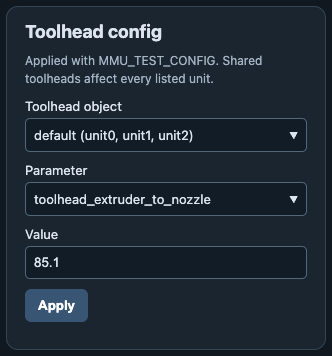 Toolhead config
Applied with MMU_TEST_CONFIG. Shared
toolheads affect every listed unit.
Toolhead object
default (unit0, unit1, unit2)
Parameter
toolhead_extruder_to_nozzle
Value
85.1
Apply